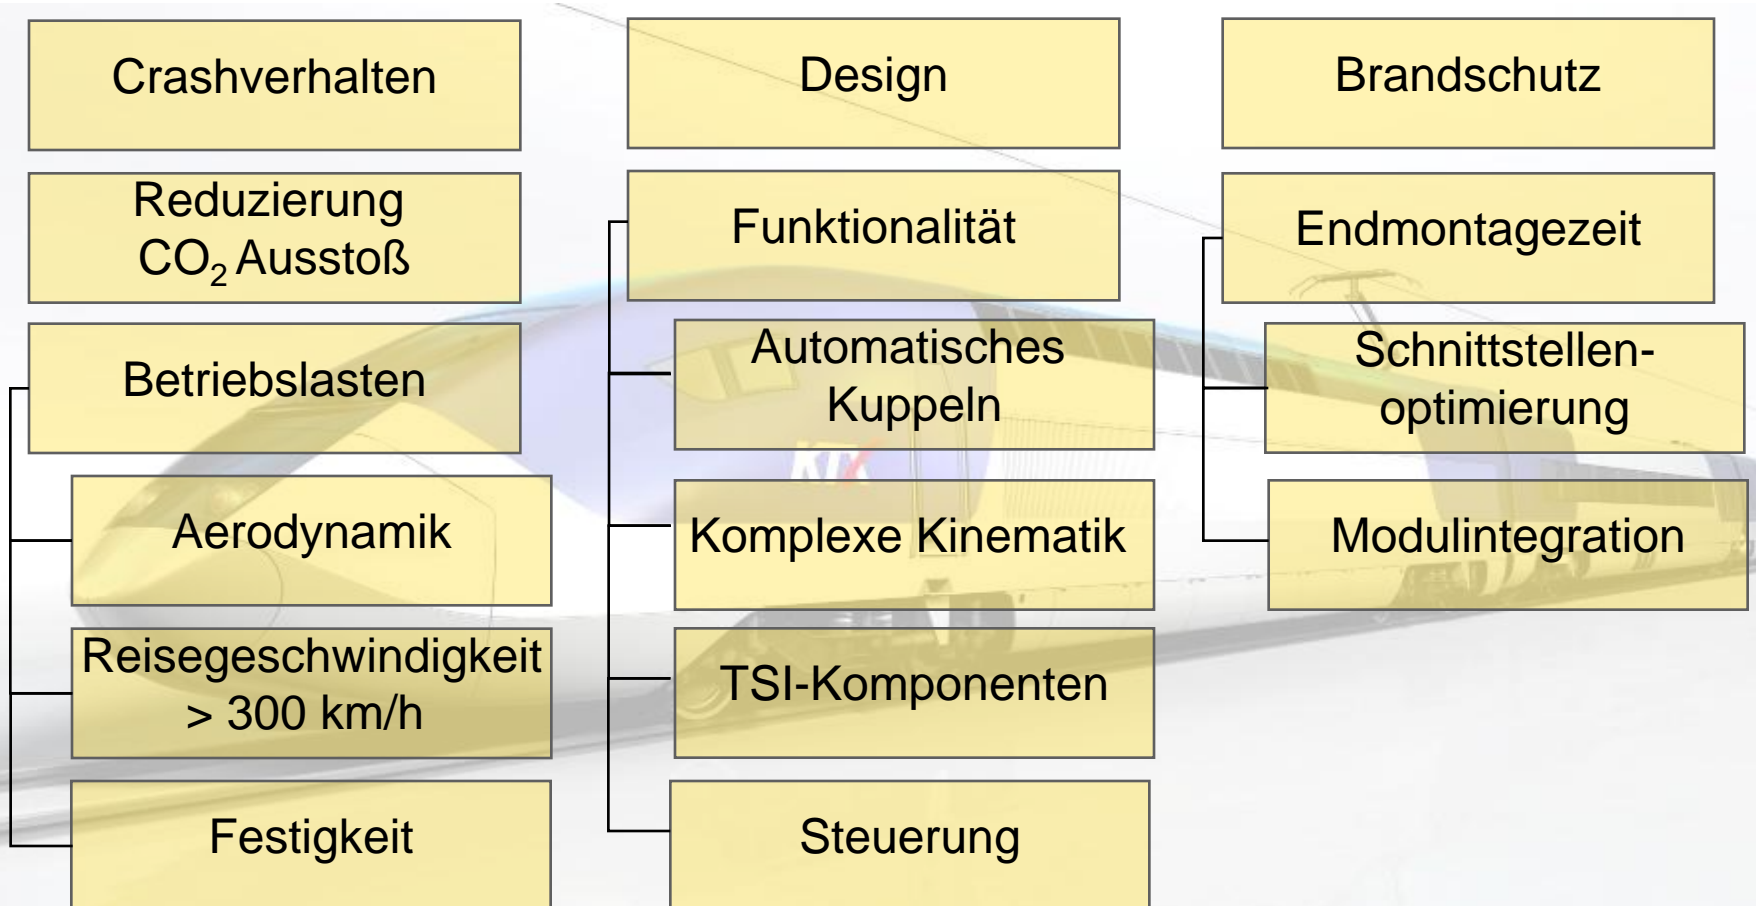 Crashverhalten
Reduzierung
CO₂ Ausstoß
Betriebslasten
Aerodynamik
Reisegeschwindigkeit
> 300 km/h
Festigkeit
Design
Funktionalität
Automatisches
Kuppeln
Komplexe Kinematik
TSI-Komponenten
Steuerung
Brandschutz
Endmontagezeit
Schnittstellen-
optimierung
Modulintegration
KTX